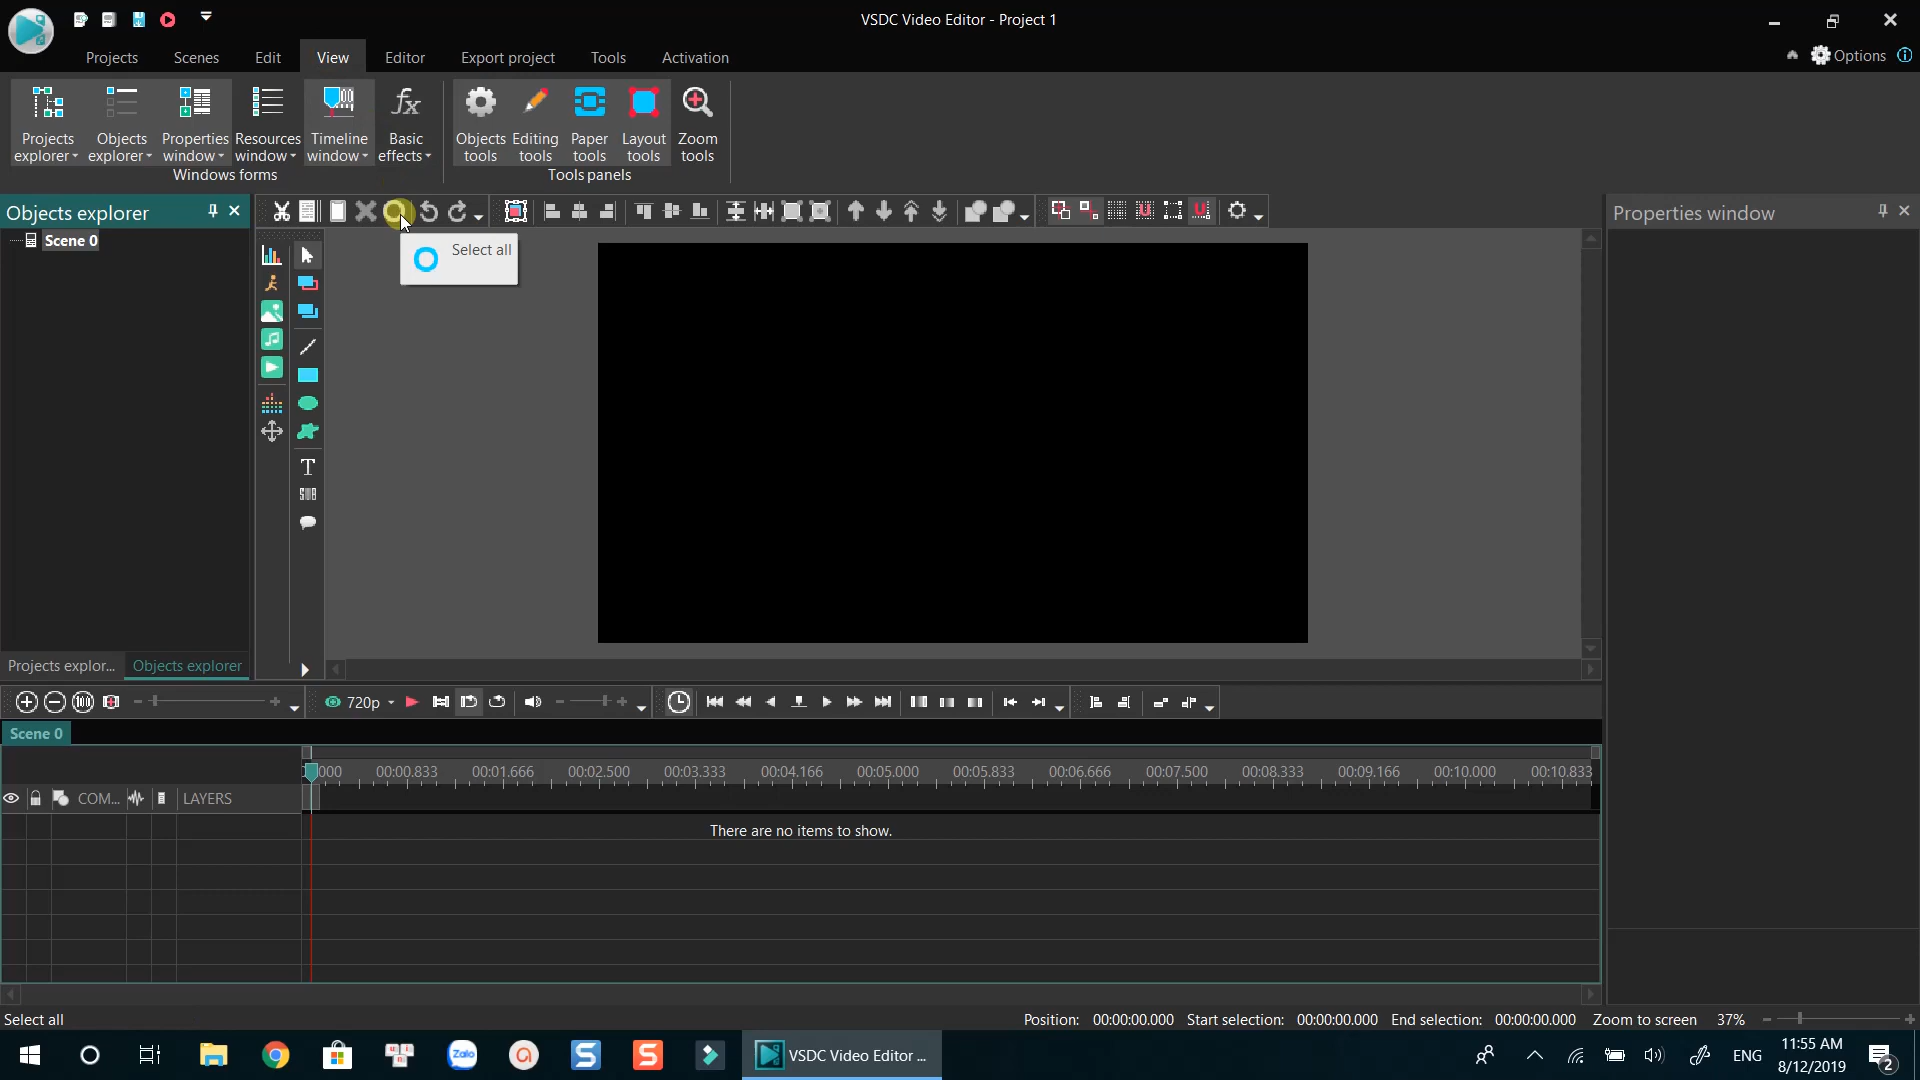 VSDC Video Editor - Project 1
Projects Scenes Edit View Editor Export project Tools Activation Options
Projects explorer
Objects explorer
Properties window
Resources window
Timeline window
Basic effects
Windows forms
Objects tools
Editing tools
Paper tools
Layout tools
Zoom tools
Tools panels
Objects explorer
Scene 0
Select all
Properties window
T
Projects explor... Objects explorer
720p
Scene 0
000 00:00.833 00:01.666 00:02.500 00:03.333 00:04.166 00:05.000 00:05.833 00:06.666 00:07.500 00:08.333 00:09.166 00:10.000 00:10.833
COM... LAYERS
There are no items to show.
Select all
Position: 00:00:00.000 Start selection: 00:00:00.000 End selection: 00:00:00.000 Zoom to screen 37%
Zalo
VSDC Video Editor ...
ENG
11:55 AM
8/12/2019
2